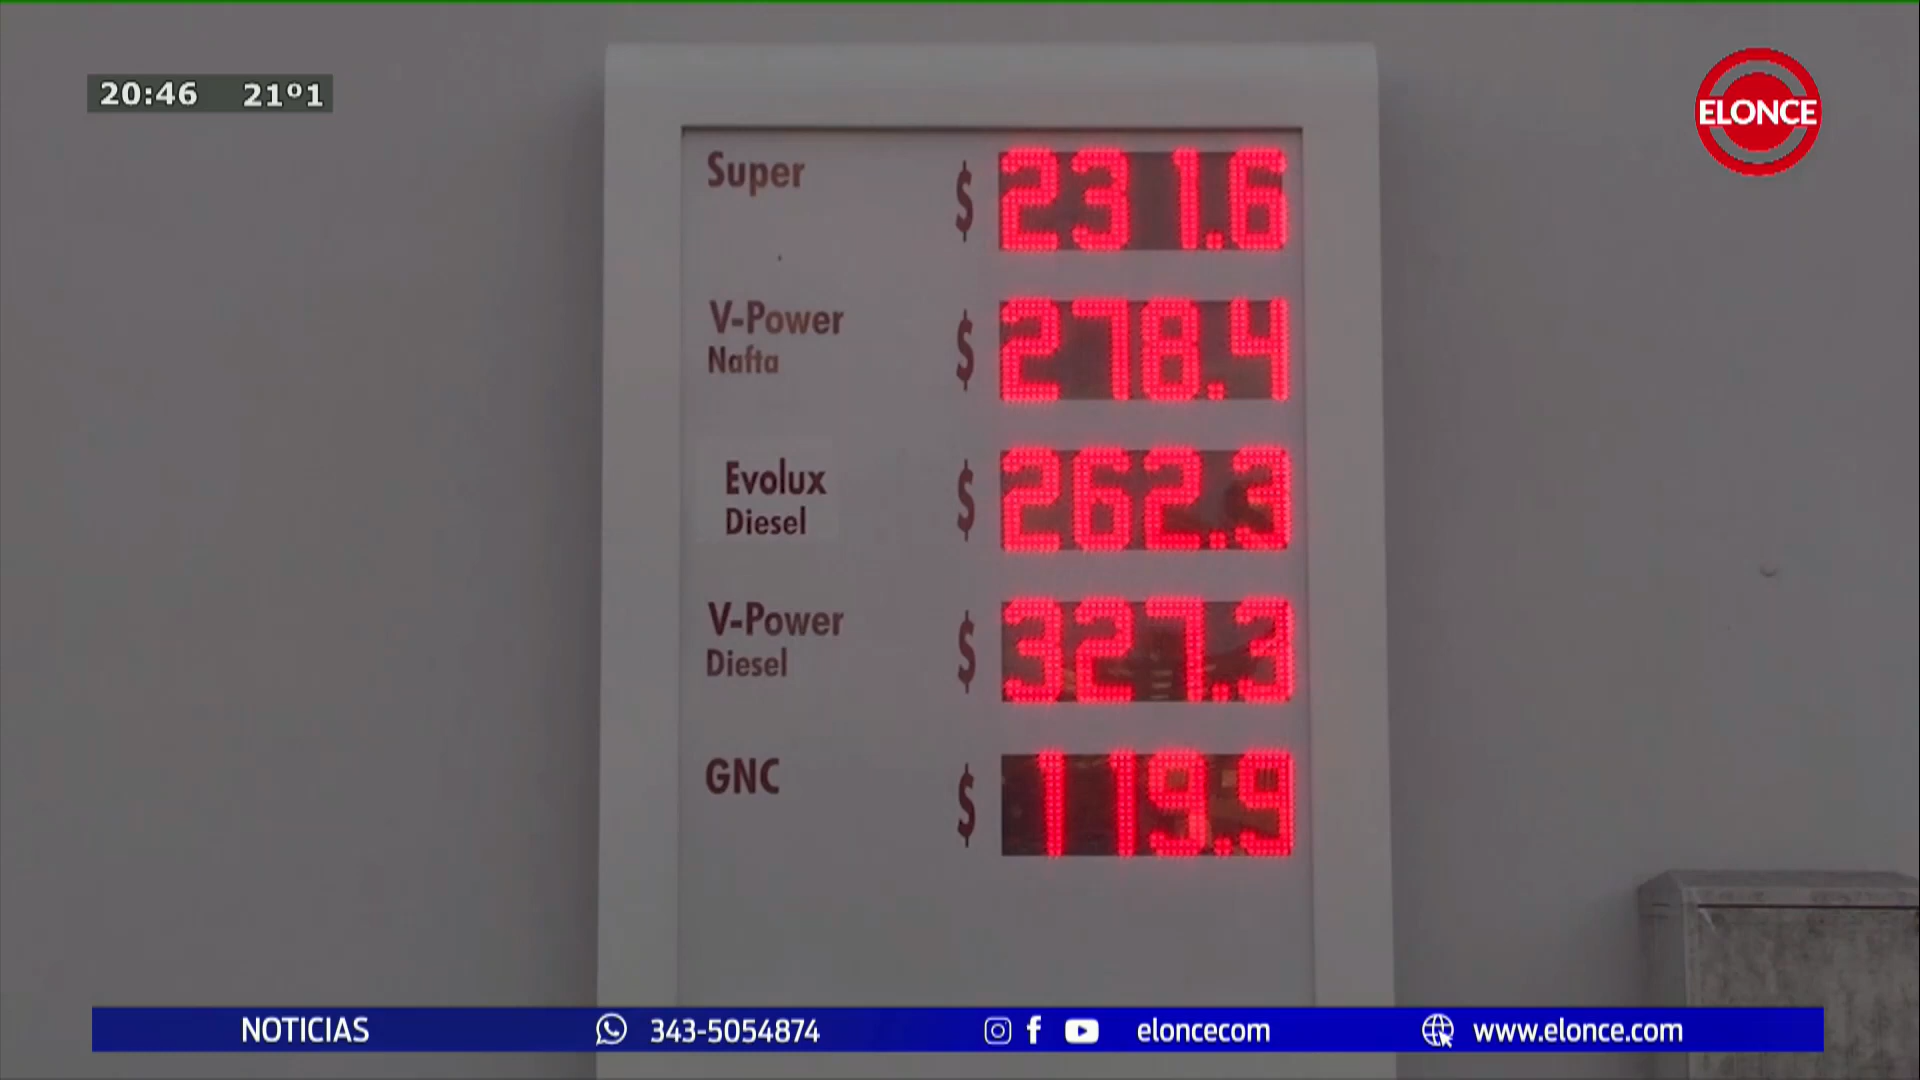 20:46 21º1
ELONCE
Super $ 231.6
V-Power
Nafta $ 278.4
Evolux
Diesel $ 262.3
V-Power
Diesel $ 327.3
GNC $ 119.9
NOTICIAS 343-5054874 eloncecom www.elonce.com